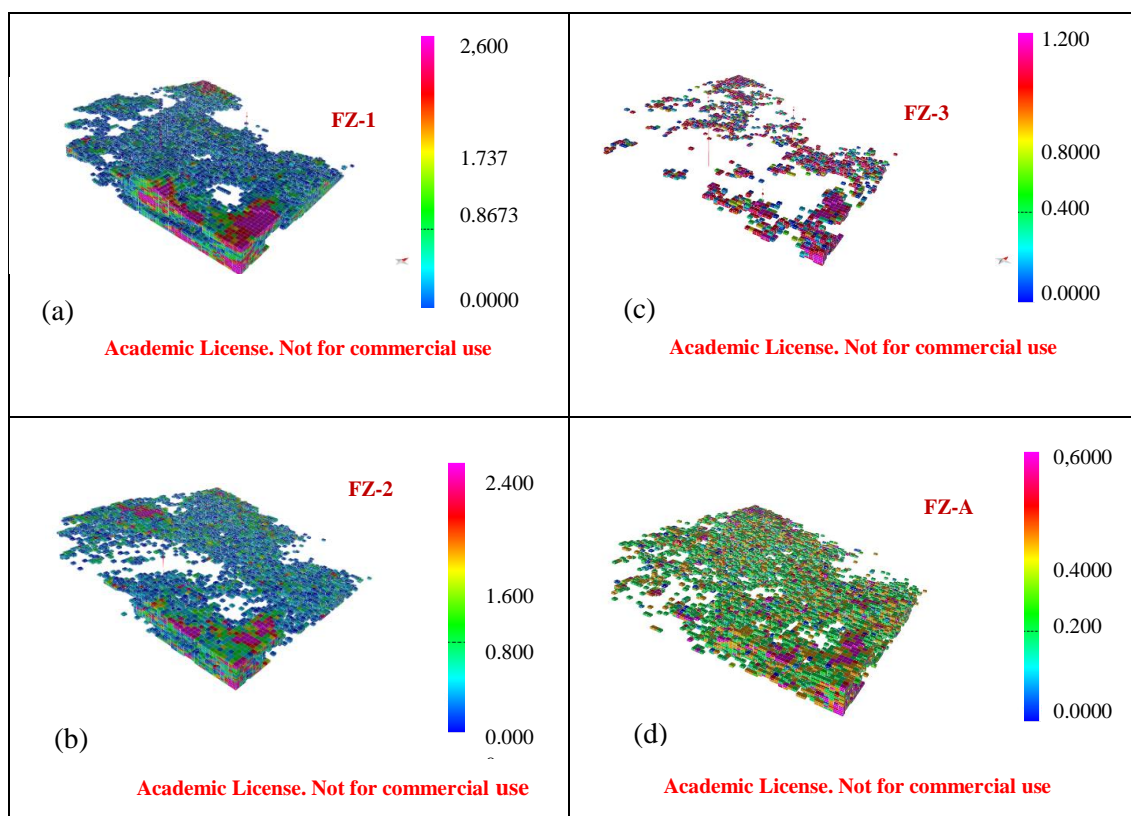 2,600
FZ-1
1.737
0.8673
0.0000
(a)
Academic License. Not for commercial use
1.200
FZ-3
0.8000
0.400
0.0000
(c)
Academic License. Not for commercial use
2.400
FZ-2
1.600
0.800
0.000
(b)
Academic License. Not for commercial use
0,6000
FZ-A
0.4000
0.200
0.0000
(d)
Academic License. Not for commercial use